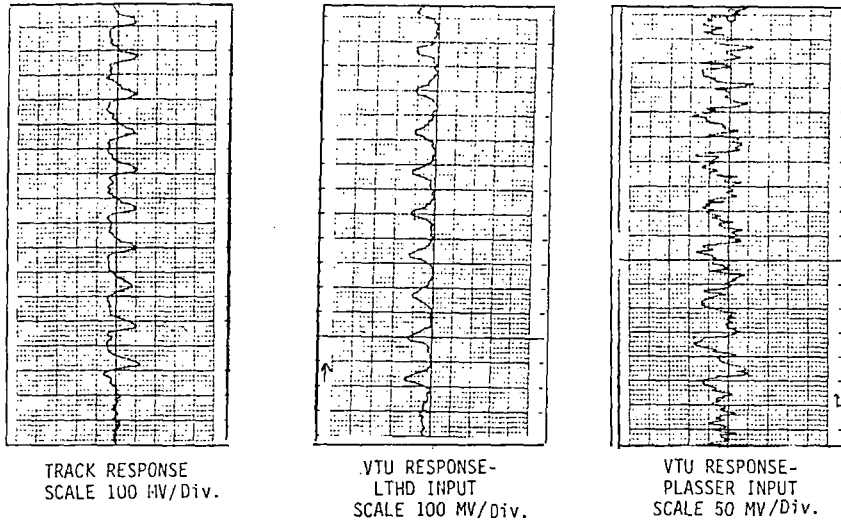 TRACK RESPONSE
SCALE 100 MV/Div.
VTU RESPONSE-
LTHD INPUT
SCALE 100 MV/Div.
VTU RESPONSE-
PLASSER INPUT
SCALE 50 MV/Div.